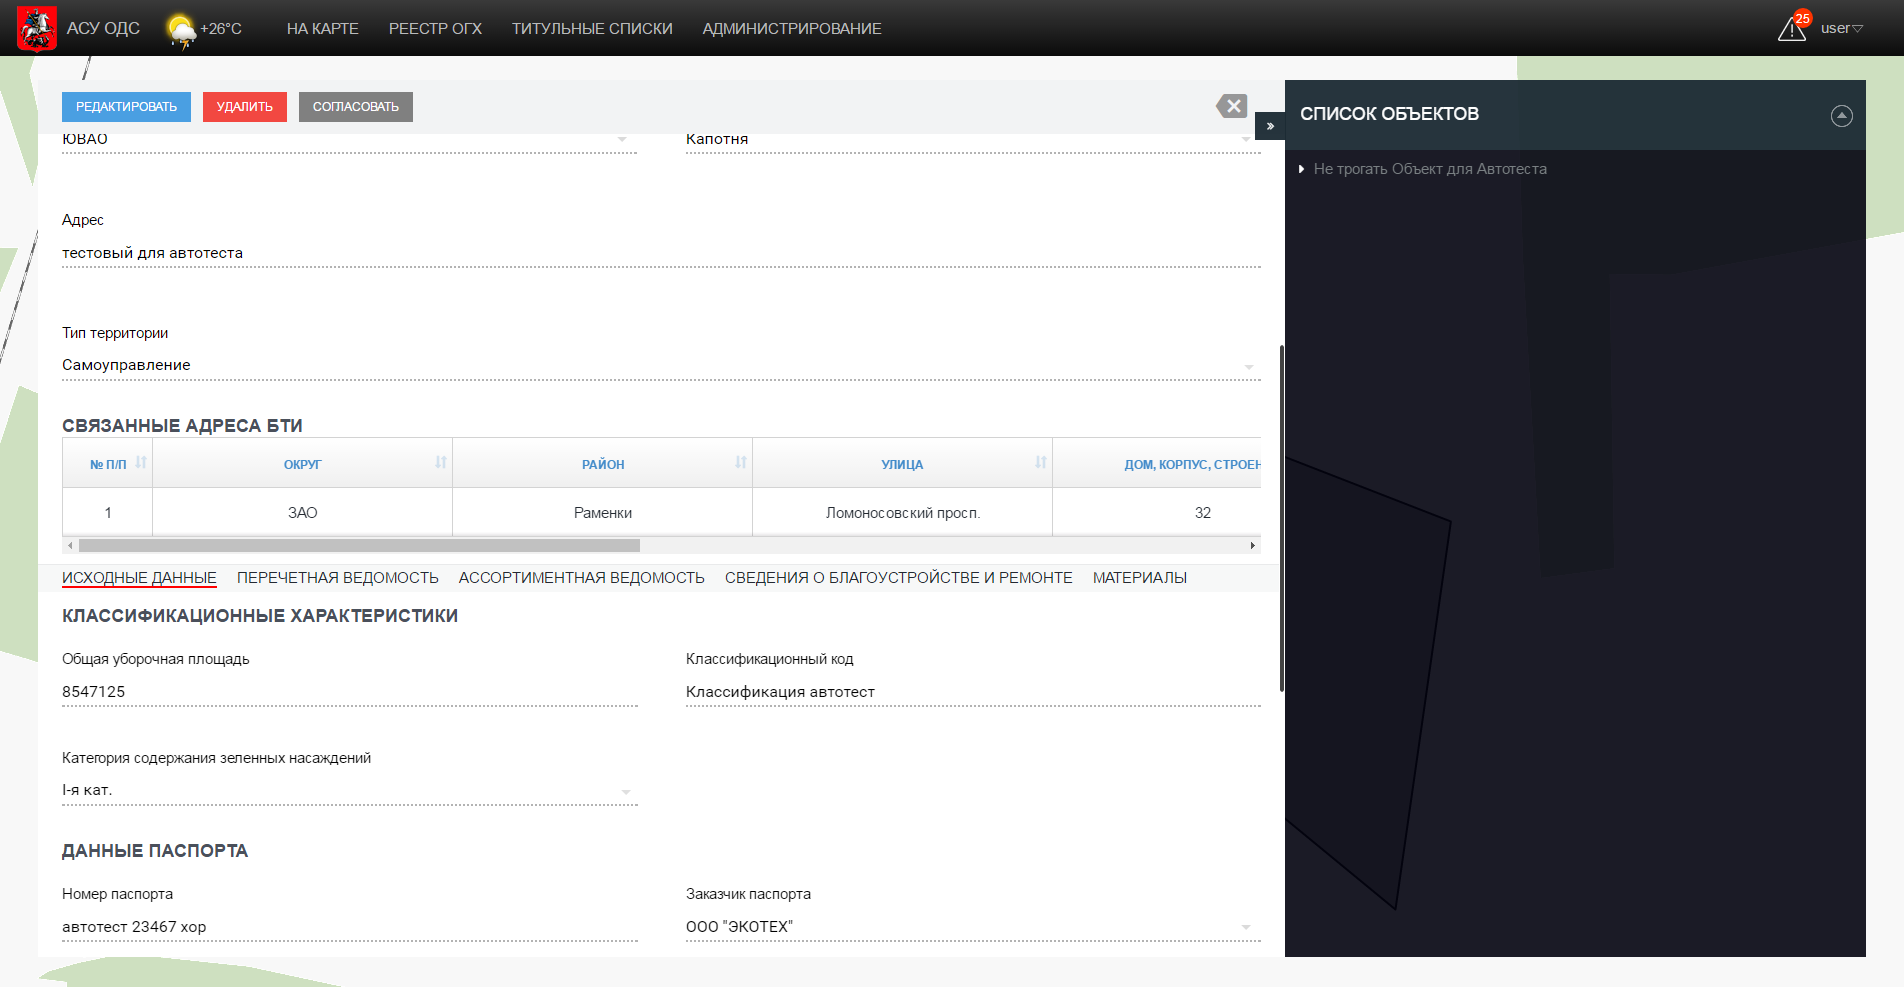 АСУ ОДС +26°C НА КАРТЕ РЕЕСТР ОГХ ТИТУЛЬНЫЕ СПИСКИ АДМИНИСТРИРОВАНИЕ 25 user
РЕДАКТИРОВАТЬ УДАЛИТЬ СОГЛАСОВАТЬ
ЮВАО Капотня
Адрес
тестовый для автотеста
Тип территории
Самоуправление
СВЯЗАННЫЕ АДРЕСА БТИ
№ П/П ОКРУГ РАЙОН УЛИЦА ДОМ, КОРПУС, СТРОЕН
1 ЗАО Раменки Ломоносовский просп. 32
ИСХОДНЫЕ ДАННЫЕ ПЕРЕЧЕТНАЯ ВЕДОМОСТЬ АССОРТИМЕНТНАЯ ВЕДОМОСТЬ СВЕДЕНИЯ О БЛАГОУСТРОЙСТВЕ И РЕМОНТЕ МАТЕРИАЛЫ
КЛАССИФИКАЦИОННЫЕ ХАРАКТЕРИСТИКИ
Общая уборочная площадь Классификационный код
8547125 Классификация автотест
Категория содержания зеленных насаждений
I-я кат.
ДАННЫЕ ПАСПОРТА
Номер паспорта Заказчик паспорта
автотест 23467 хор ООО "ЭКОТЕХ"
СПИСОК ОБЪЕКТОВ
Не трогать Объект для Автотеста